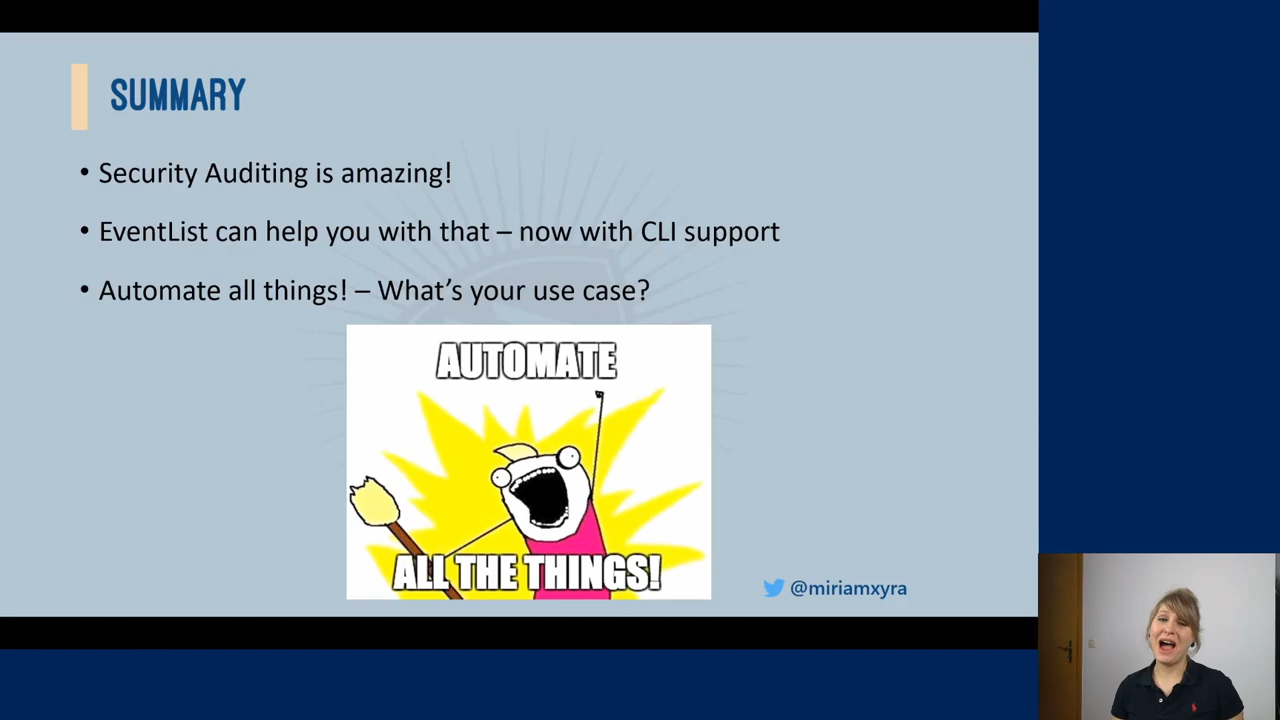 SUMMARY
• Security Auditing is amazing!
• EventList can help you with that – now with CLI support
• Automate all things! – What's your use case?
AUTOMATE
ALL THE THINGS!
@miriamxyra